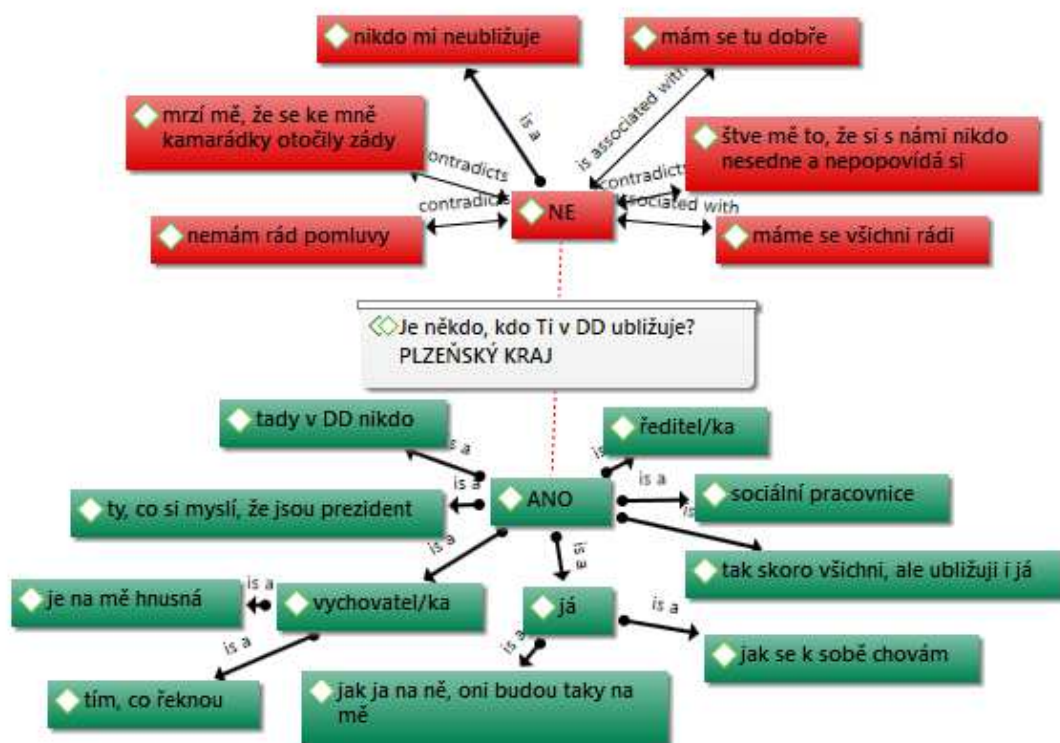 nikdo mi neubližuje
mám se tu dobře
is a
is associated with
mrzí mě, že se ke mně
kamarádky otočily zády
contradicts
štve mě to, že si s námi nikdo
nesedne a nepopovídá si
contradicts
NE
contradicts
associated with
nemám rád pomluvy
máme se všichni rádi
Je někdo, kdo Ti v DD ubližuje?
PLZEŇSKÝ KRAJ
tady v DD nikdo
ředitel/ka
is a
is
ANO
is a
is a
sociální pracovnice
ty, co si myslí, že jsou prezident
is a
is a
is
tak skoro všichni, ale ubližuji i já
je na mě hnusná
is a
vychovatel/ka
já
is a
is a
is a
jak se k sobě chovám
tím, co řeknou
jak ja na ně, oni budou taky na
mě